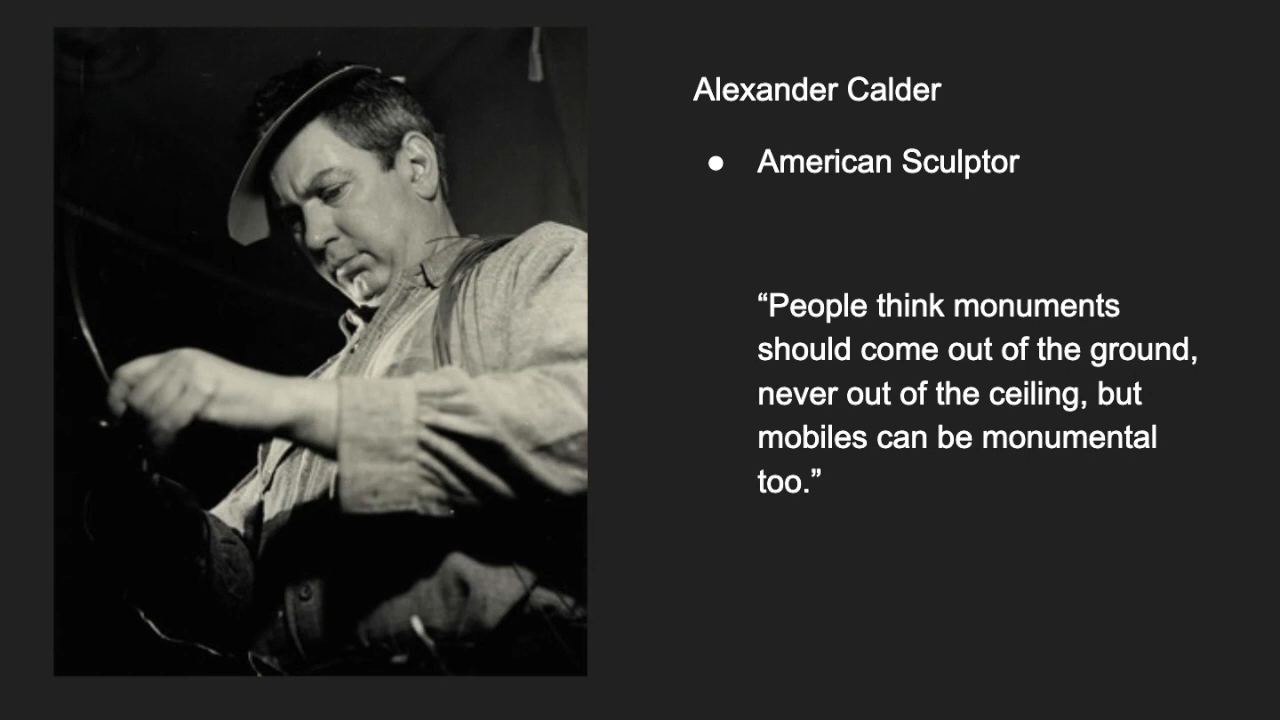 Alexander Calder
● American Sculptor
“People think monuments
should come out of the ground,
never out of the ceiling, but
mobiles can be monumental
too.”